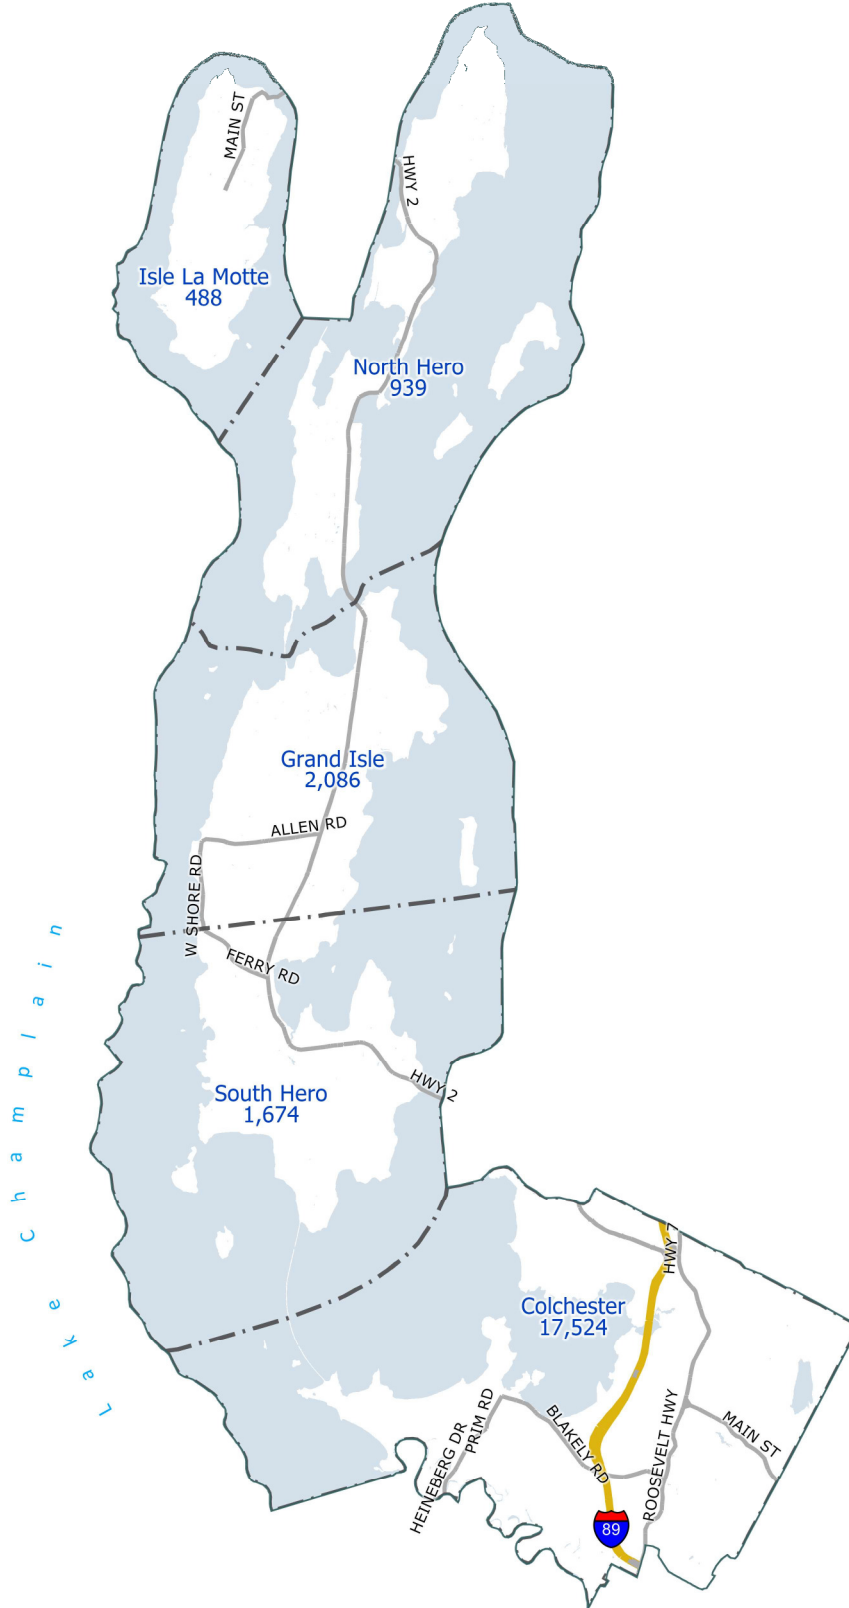 MAIN ST
HWY 2
Isle La Motte
488
North Hero
939
Grand Isle
2,086
ALLEN RD
W SHORE RD
FERRY RD
Lake Champlain
HWY 2
South Hero
1,674
HWY 7
Colchester
17,524
PRIM RD
HEINEBERG DR
BLAKELY RD
ROOSEVELT HWY
MAIN ST
89